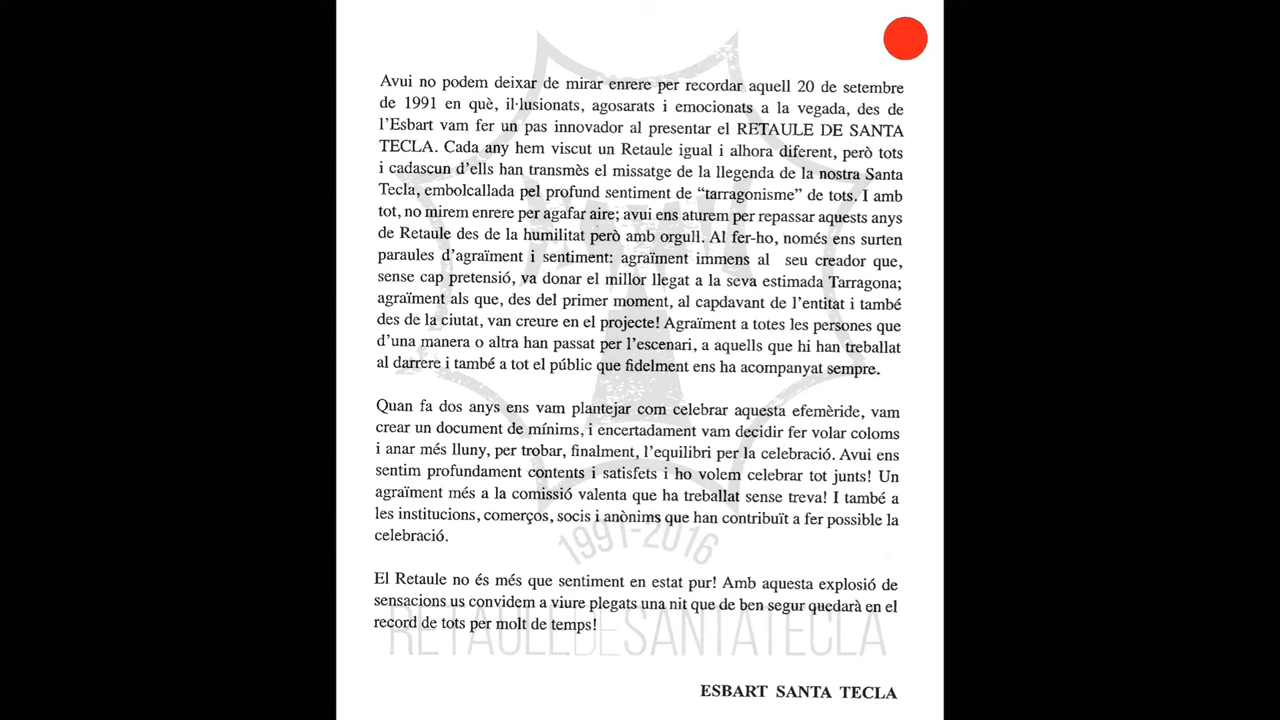 Avui no podem deixar de mirar enrere per recordar aquell 20 de setembre
de 1991 en què, il·lusionats, agosarats i emocionats a la vegada, des de
l'Esbart vam fer un pas innovador al presentar el RETAULE DE SANTA
TECLA. Cada any hem viscut un Retaule igual i alhora diferent, però tots
i cadascun d'ells han transmès el missatge de la llegenda de la nostra Santa
Tecla, embolcallada pel profund sentiment de “tarragonisme” de tots. I amb
tot, no mirem enrere per agafar aire; avui ens aturem per repassar aquests anys
de Retaule des de la humilitat però amb orgull. Al fer-ho, només ens surten
paraules d'agraïment i sentiment: agraïment immens al seu creador que,
sense cap pretensió, va donar el millor llegat a la seva estimada Tarragona;
agraïment als que, des del primer moment, al capdavant de l'entitat i també
des de la ciutat, van creure en el projecte! Agraïment a totes les persones que
d'una manera o altra han passat per l'escenari, a aquells que hi han treballat
al darrere i també a tot el públic que fidelment ens ha acompanyat sempre.
Quan fa dos anys ens vam plantejar com celebrar aquesta efemèride, vam
crear un document de mínims, i encertadament vam decidir fer volar coloms
i anar més lluny, per trobar, finalment, l'equilibri per la celebració. Avui ens
sentim profundament contents i satisfets i ho volem celebrar tot junts! Un
agraïment més a la comissió valenta que ha treballat sense treva! I també a
les institucions, comerços, socis i anònims que han contribuït a fer possible la
celebració.
1991-2016
El Retaule no és més que sentiment en estat pur! Amb aquesta explosió de
sensacions us convidem a viure plegats una nit que de ben segur quedarà en el
record de tots per molt de temps!
RETAULEDESANTATECLA
ESBART SANTA TECLA